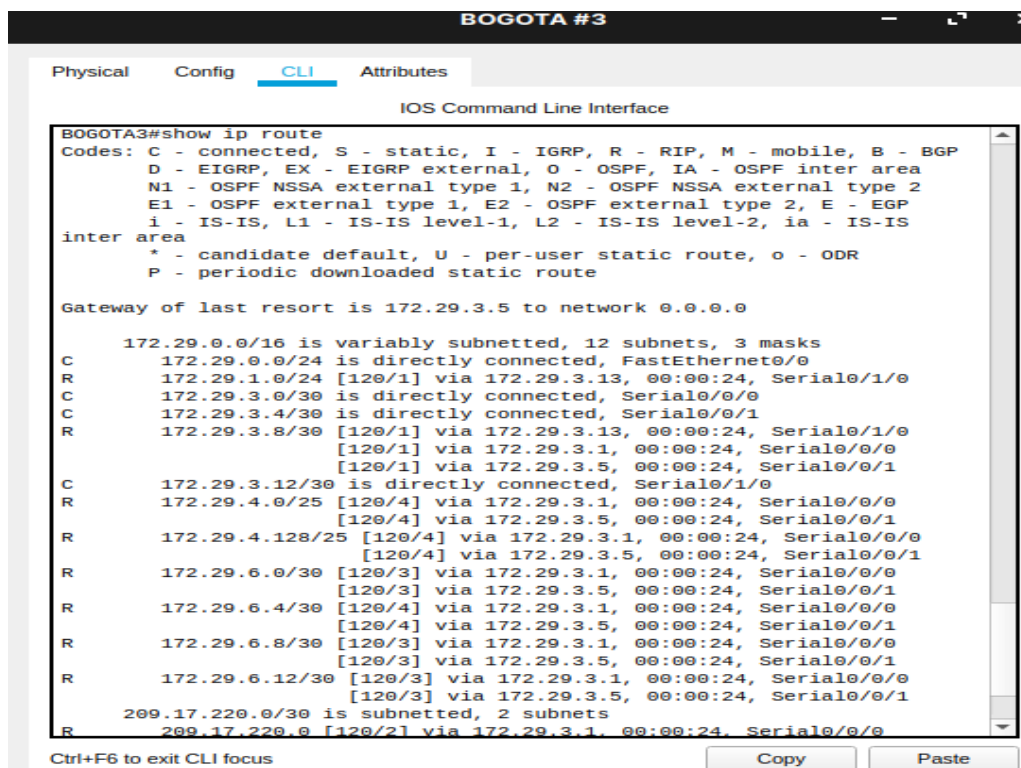 BOGOTA #3
Physical Config CLI Attributes
IOS Command Line Interface
BOGOTA3#show ip route
Codes: C - connected, S - static, I - IGRP, R - RIP, M - mobile, B - BGP
D - EIGRP, EX - EIGRP external, O - OSPF, IA - OSPF inter area
N1 - OSPF NSSA external type 1, N2 - OSPF NSSA external type 2
E1 - OSPF external type 1, E2 - OSPF external type 2, E - EGP
i - IS-IS, L1 - IS-IS level-1, L2 - IS-IS level-2, ia - IS-IS
inter area
* - candidate default, U - per-user static route, o - ODR
P - periodic downloaded static route
Gateway of last resort is 172.29.3.5 to network 0.0.0.0
172.29.0.0/16 is variably subnetted, 12 subnets, 3 masks
C 172.29.0.0/24 is directly connected, FastEthernet0/0
R 172.29.1.0/24 [120/1] via 172.29.3.13, 00:00:24, Serial0/1/0
C 172.29.3.0/30 is directly connected, Serial0/0/0
C 172.29.3.4/30 is directly connected, Serial0/0/1
R 172.29.3.8/30 [120/1] via 172.29.3.13, 00:00:24, Serial0/1/0
[120/1] via 172.29.3.1, 00:00:24, Serial0/0/0
[120/1] via 172.29.3.5, 00:00:24, Serial0/0/1
C 172.29.3.12/30 is directly connected, Serial0/1/0
R 172.29.4.0/25 [120/4] via 172.29.3.1, 00:00:24, Serial0/0/0
[120/4] via 172.29.3.5, 00:00:24, Serial0/0/1
R 172.29.4.128/25 [120/4] via 172.29.3.1, 00:00:24, Serial0/0/0
[120/4] via 172.29.3.5, 00:00:24, Serial0/0/1
R 172.29.6.0/30 [120/3] via 172.29.3.1, 00:00:24, Serial0/0/0
[120/3] via 172.29.3.5, 00:00:24, Serial0/0/1
R 172.29.6.4/30 [120/4] via 172.29.3.1, 00:00:24, Serial0/0/0
[120/4] via 172.29.3.5, 00:00:24, Serial0/0/1
R 172.29.6.8/30 [120/3] via 172.29.3.1, 00:00:24, Serial0/0/0
[120/3] via 172.29.3.5, 00:00:24, Serial0/0/1
R 172.29.6.12/30 [120/3] via 172.29.3.1, 00:00:24, Serial0/0/0
[120/3] via 172.29.3.5, 00:00:24, Serial0/0/1
209.17.220.0/30 is subnetted, 2 subnets
R 209.17.220.0 [120/2] via 172.29.3.1, 00:00:24, Serial0/0/0
Ctrl+F6 to exit CLI focus
Copy Paste